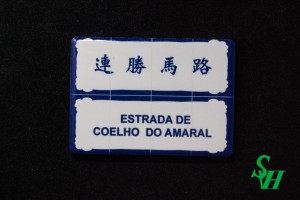 連勝馬路
ESTRADA DE
COELHO DO AMARAL
SH